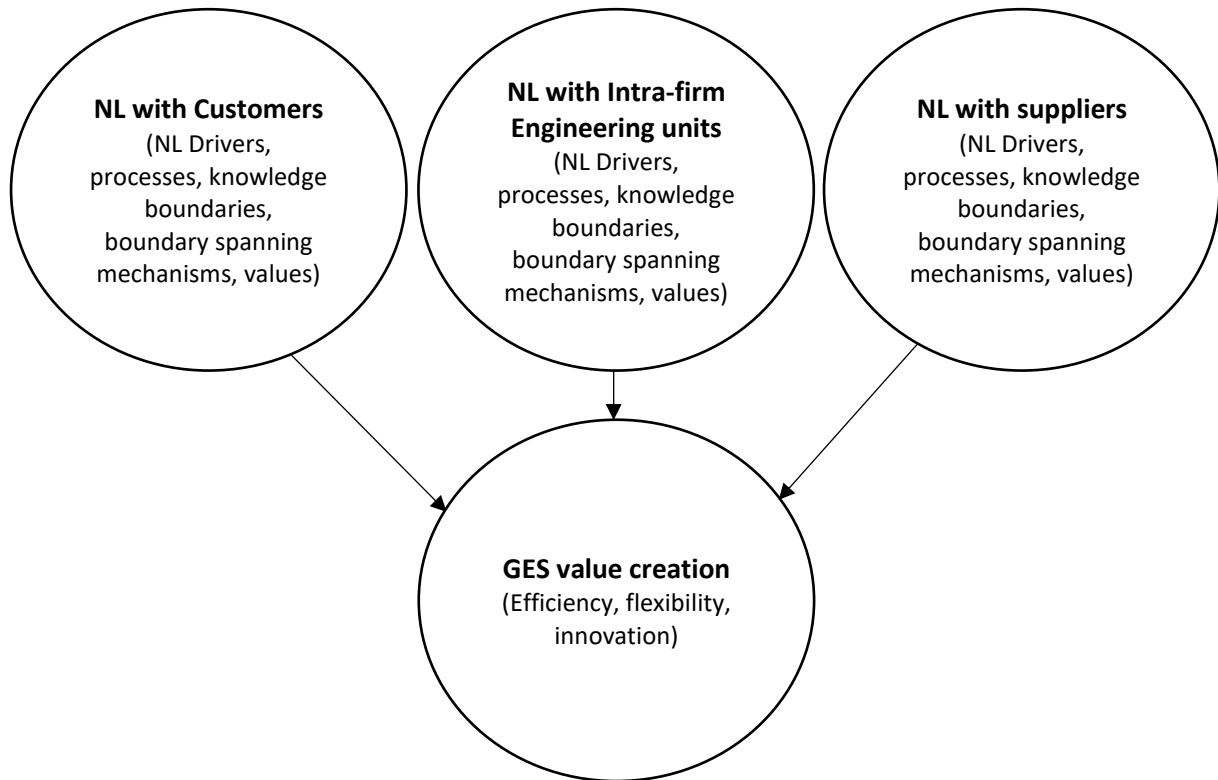 NL with Customers
(NL Drivers,
processes, knowledge
boundaries,
boundary spanning
mechanisms, values)
NL with Intra-firm
Engineering units
(NL Drivers,
processes, knowledge
boundaries,
boundary spanning
mechanisms, values)
NL with suppliers
(NL Drivers,
processes, knowledge
boundaries,
boundary spanning
mechanisms, values)
GES value creation
(Efficiency, flexibility,
innovation)